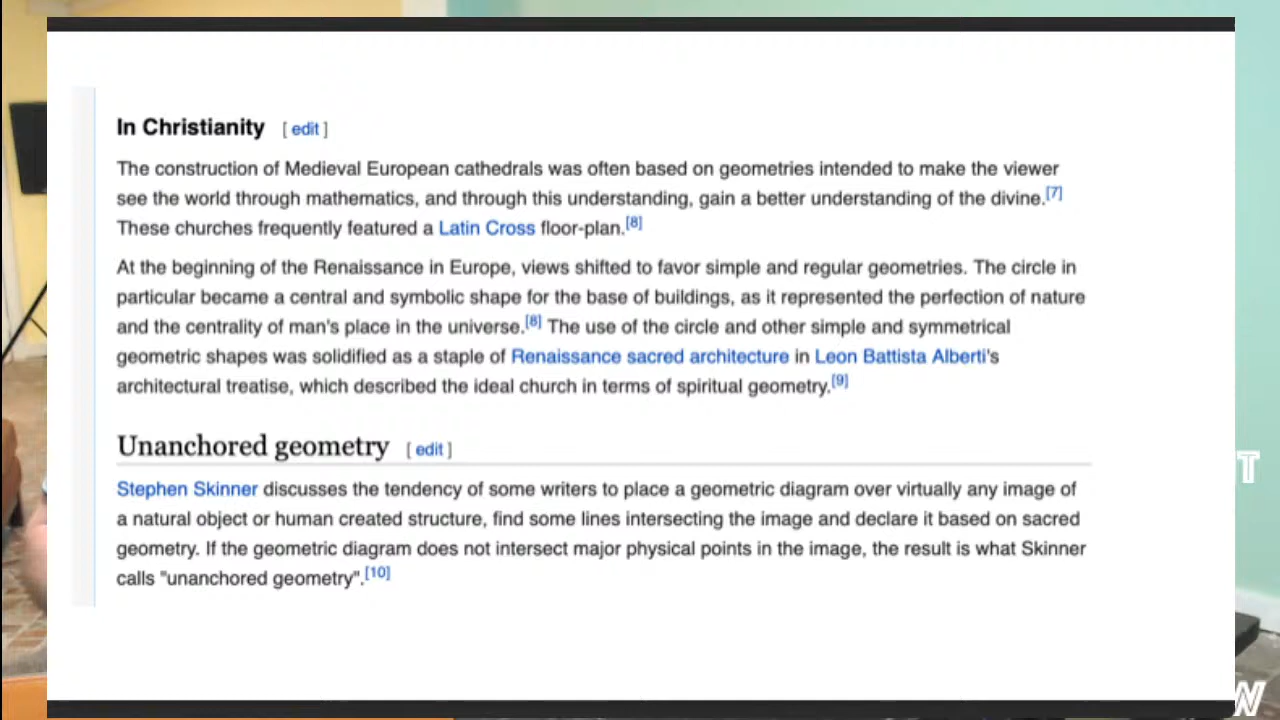 In Christianity [ edit ]
The construction of Medieval European cathedrals was often based on geometries intended to make the viewer
see the world through mathematics, and through this understanding, gain a better understanding of the divine.[7]
These churches frequently featured a Latin Cross floor-plan.[8]
At the beginning of the Renaissance in Europe, views shifted to favor simple and regular geometries. The circle in
particular became a central and symbolic shape for the base of buildings, as it represented the perfection of nature
and the centrality of man's place in the universe.[8] The use of the circle and other simple and symmetrical
geometric shapes was solidified as a staple of Renaissance sacred architecture in Leon Battista Alberti's
architectural treatise, which described the ideal church in terms of spiritual geometry.[9]
Unanchored geometry [ edit ]
Stephen Skinner discusses the tendency of some writers to place a geometric diagram over virtually any image of
a natural object or human created structure, find some lines intersecting the image and declare it based on sacred
geometry. If the geometric diagram does not intersect major physical points in the image, the result is what Skinner
calls "unanchored geometry".[10]
T
W